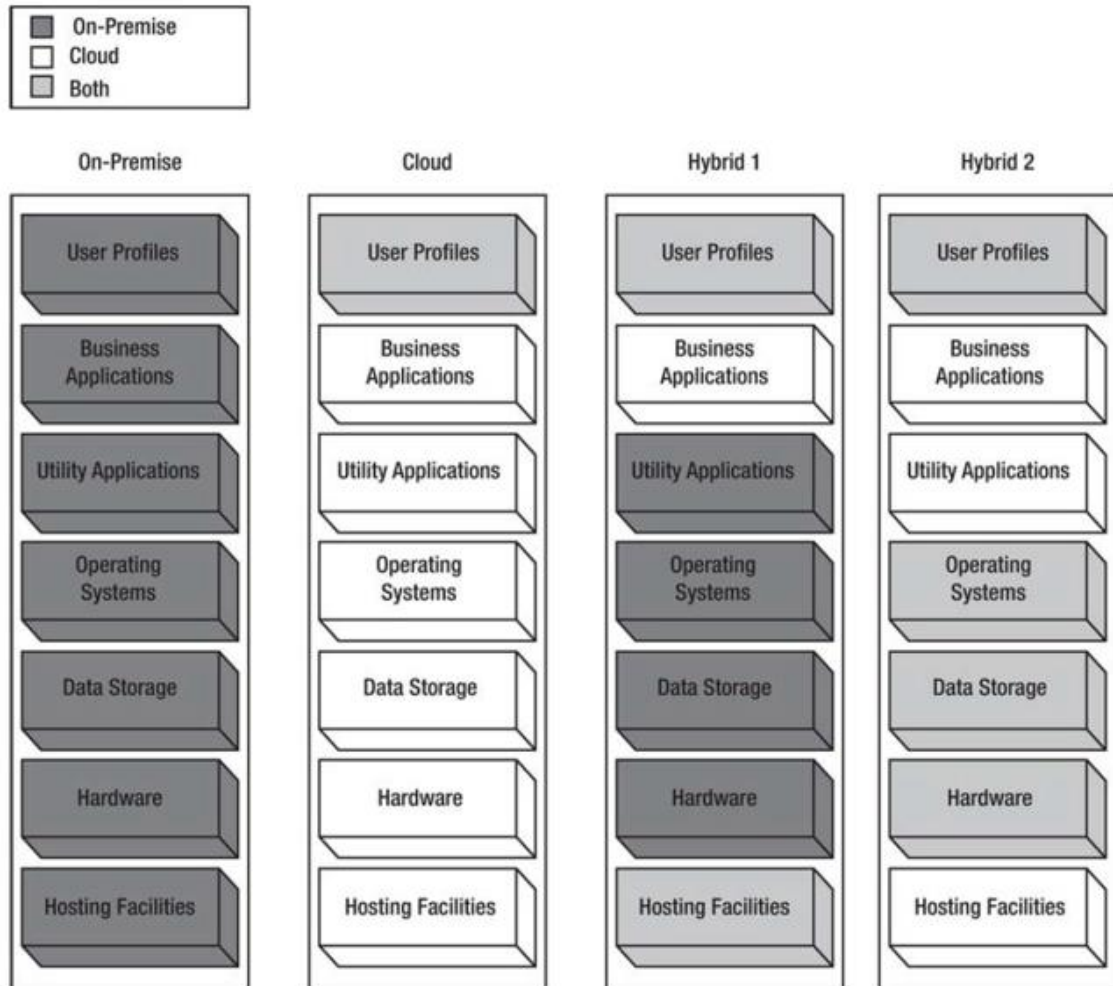 On-Premise
Cloud
Both
On-Premise
Cloud
Hybrid 1
Hybrid 2
User Profiles
User Profiles
User Profiles
User Profiles
Business
Applications
Business
Applications
Business
Applications
Business
Applications
Utility Applications
Utility Applications
Utility Applications
Utility Applications
Operating
Systems
Operating
Systems
Operating
Systems
Operating
Systems
Data Storage
Data Storage
Data Storage
Data Storage
Hardware
Hardware
Hardware
Hardware
Hosting Facilities
Hosting Facilities
Hosting Facilities
Hosting Facilities